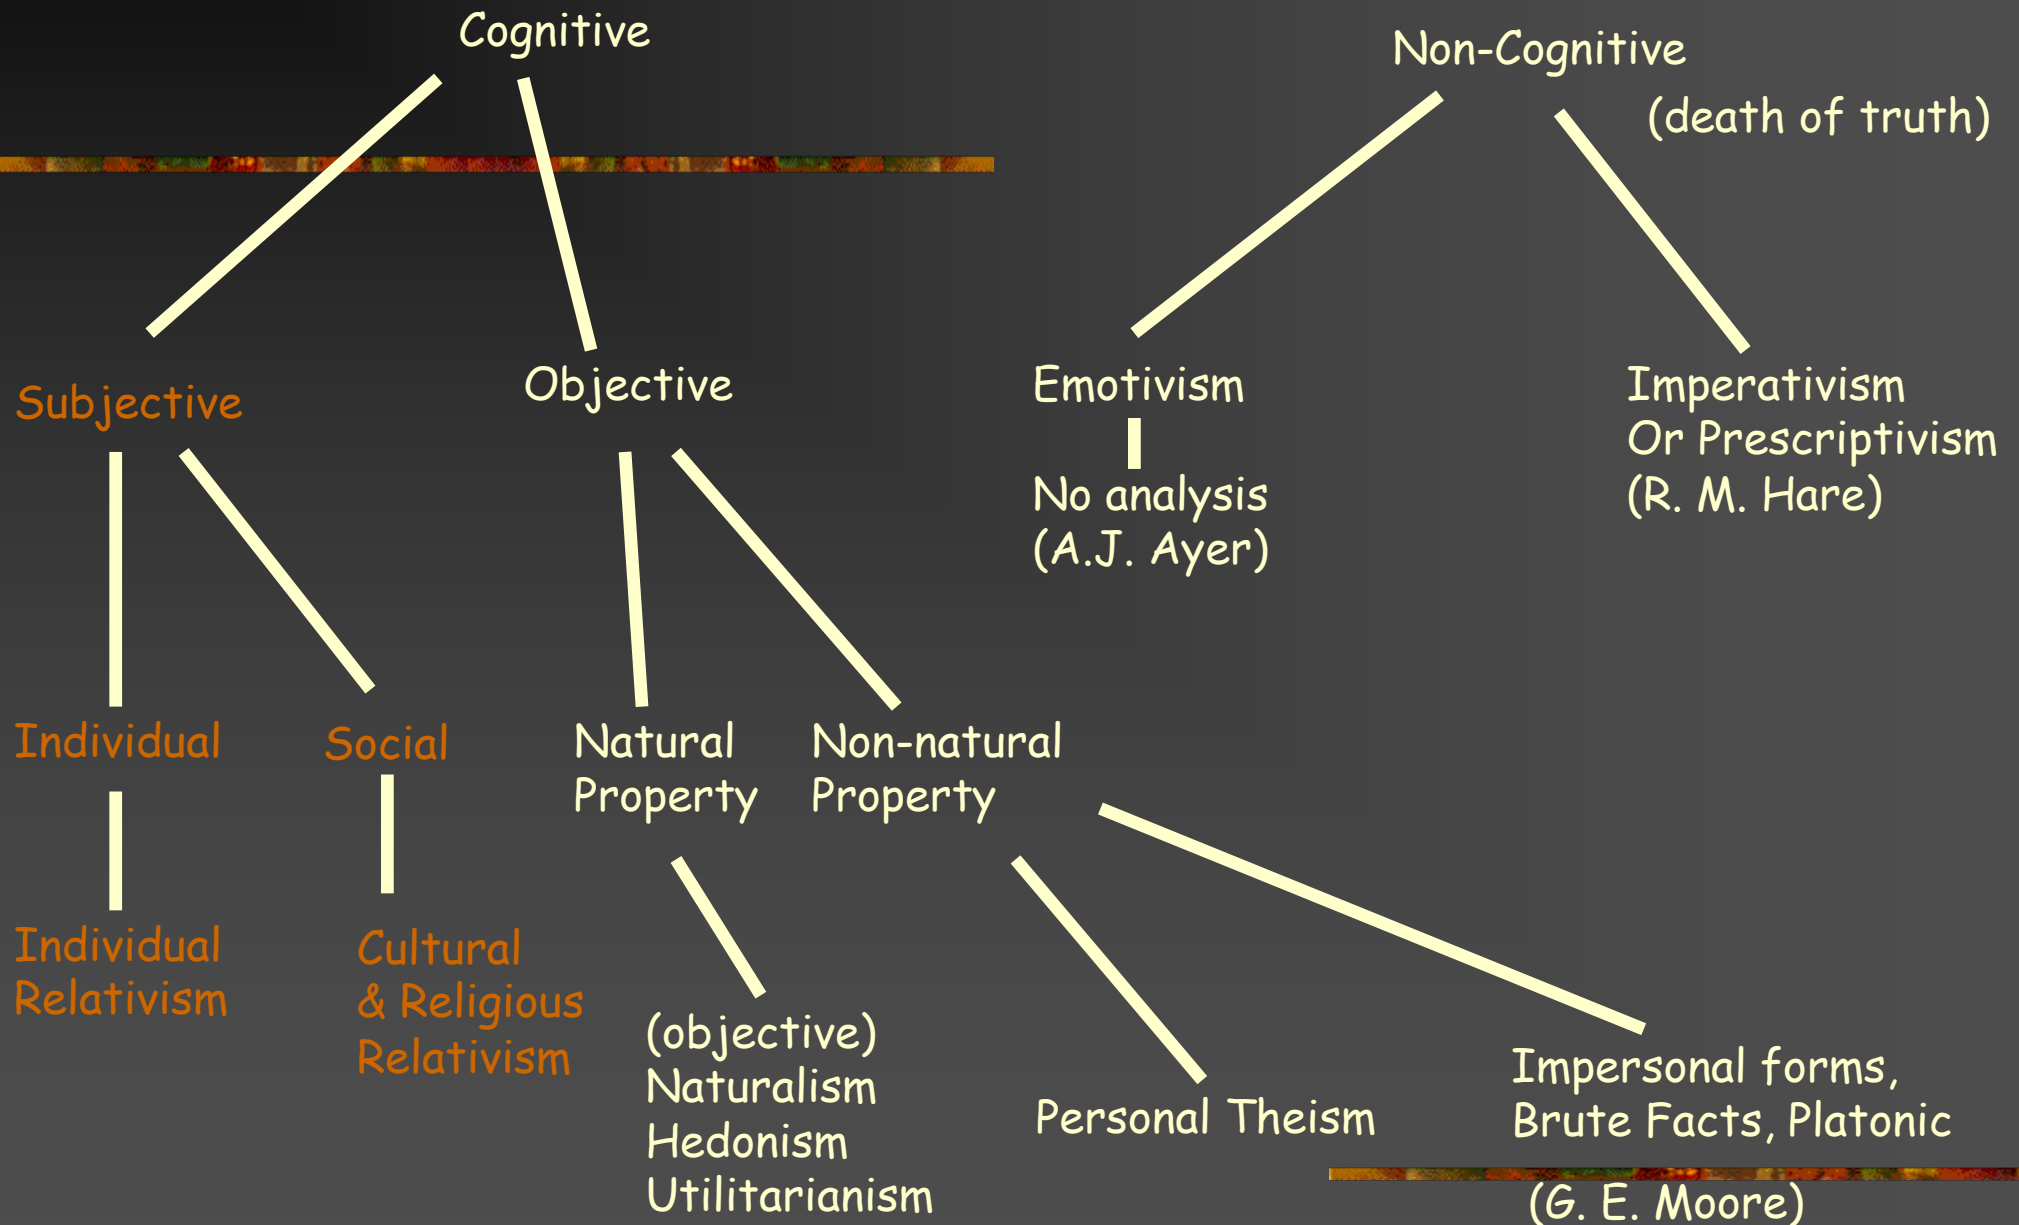 Cognitive
Non-Cognitive
(death of truth)
Subjective
Objective
Emotivism
No analysis
(A.J. Ayer)
Imperativism
Or Prescriptivism
(R. M. Hare)
Individual
Social
Natural
Property
Non-natural
Property
Individual
Relativism
Cultural
& Religious
Relativism
(objective)
Naturalism
Hedonism
Utilitarianism
Personal Theism
Impersonal forms,
Brute Facts, Platonic
(G. E. Moore)